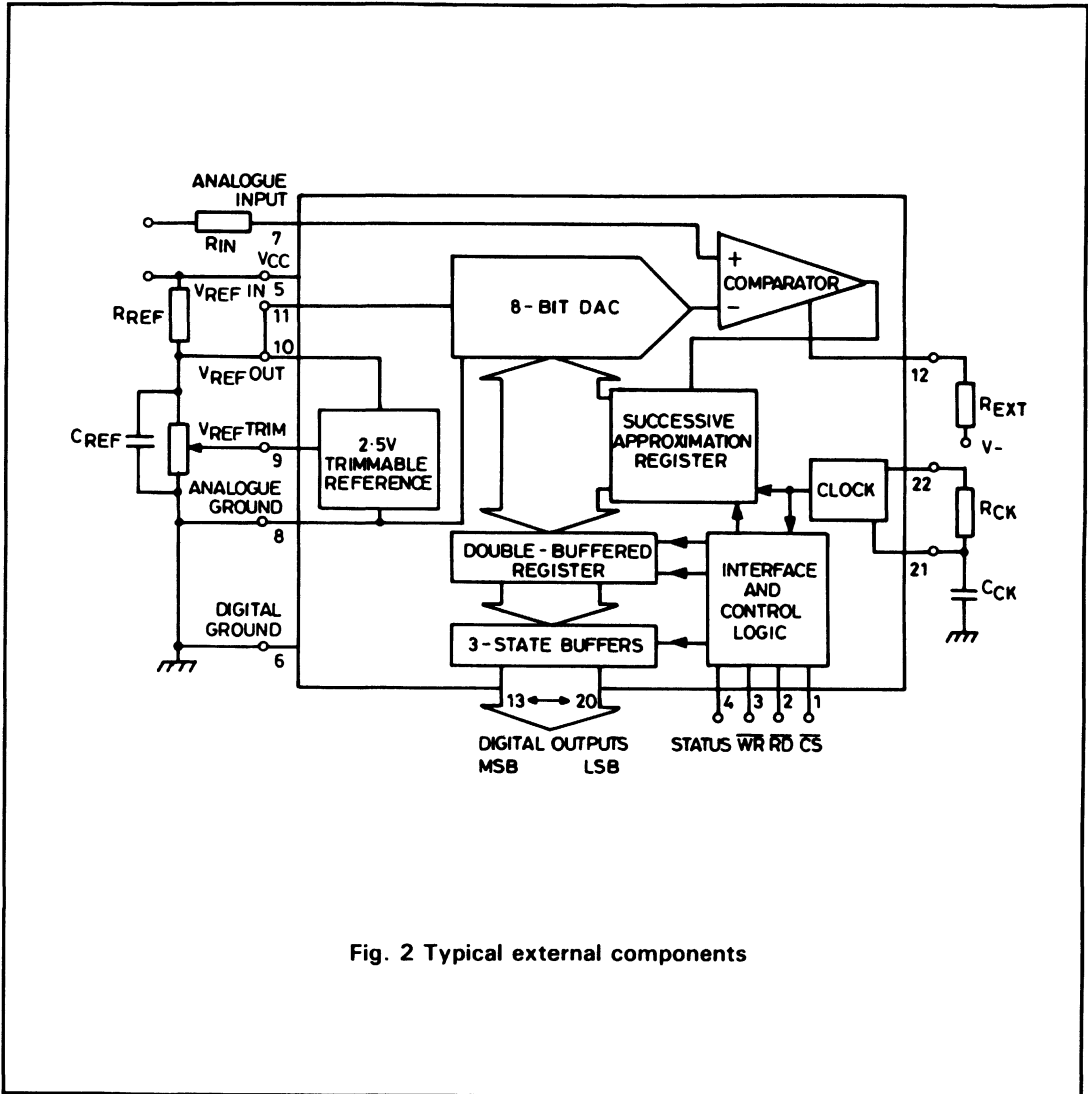 ANALOGUE
INPUT
RIN
7
VCC
5
VREF IN
11
RREF
10
VREF OUT
CREF
VREF TRIM
9
ANALOGUE
GROUND
8
DIGITAL
GROUND
6
8-BIT DAC
+
COMPARATOR
-
2·5V
TRIMMABLE
REFERENCE
SUCCESSIVE
APPROXIMATION
REGISTER
CLOCK
DOUBLE-BUFFERED
REGISTER
INTERFACE
AND
CONTROL
LOGIC
3-STATE BUFFERS
12
REXT
V-
22
RCK
21
CCK
13 20
4 3 2 1
DIGITAL OUTPUTS
MSB LSB
STATUS W̅R̅ R̅D̅ C̅S̅
Fig. 2 Typical external components